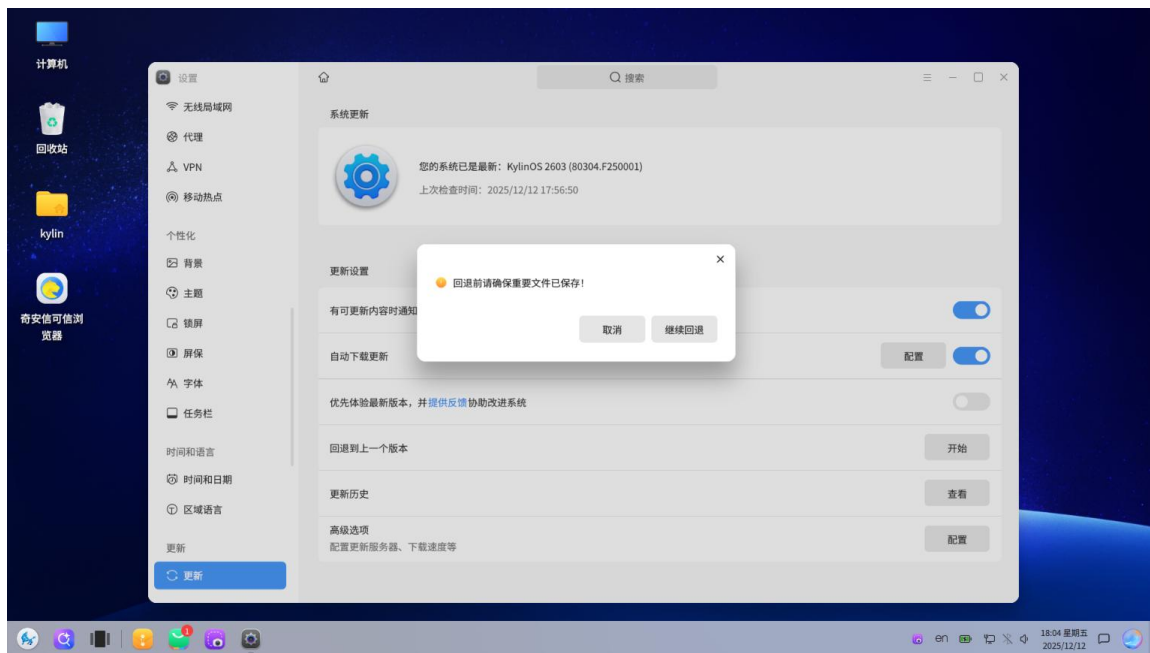 计算机
回收站
kylin
奇安信可信浏
览器
设置
搜索
无线局域网
代理
VPN
移动热点
个性化
背景
主题
锁屏
屏保
字体
任务栏
时间和语言
时间和日期
区域语言
更新
更新
系统更新
您的系统已是最新：KylinOS 2603 (80304.F250001)
上次检查时间：2025/12/12 17:56:50
更新设置
有可更新内容时通知
自动下载更新
配置
优先体验最新版本，并提供反馈协助改进系统
回退到上一个版本
开始
更新历史
查看
高级选项
配置更新服务器、下载速度等
配置
回退前请确保重要文件已保存！
取消
继续回退
1
en
18:04 星期五
2025/12/12